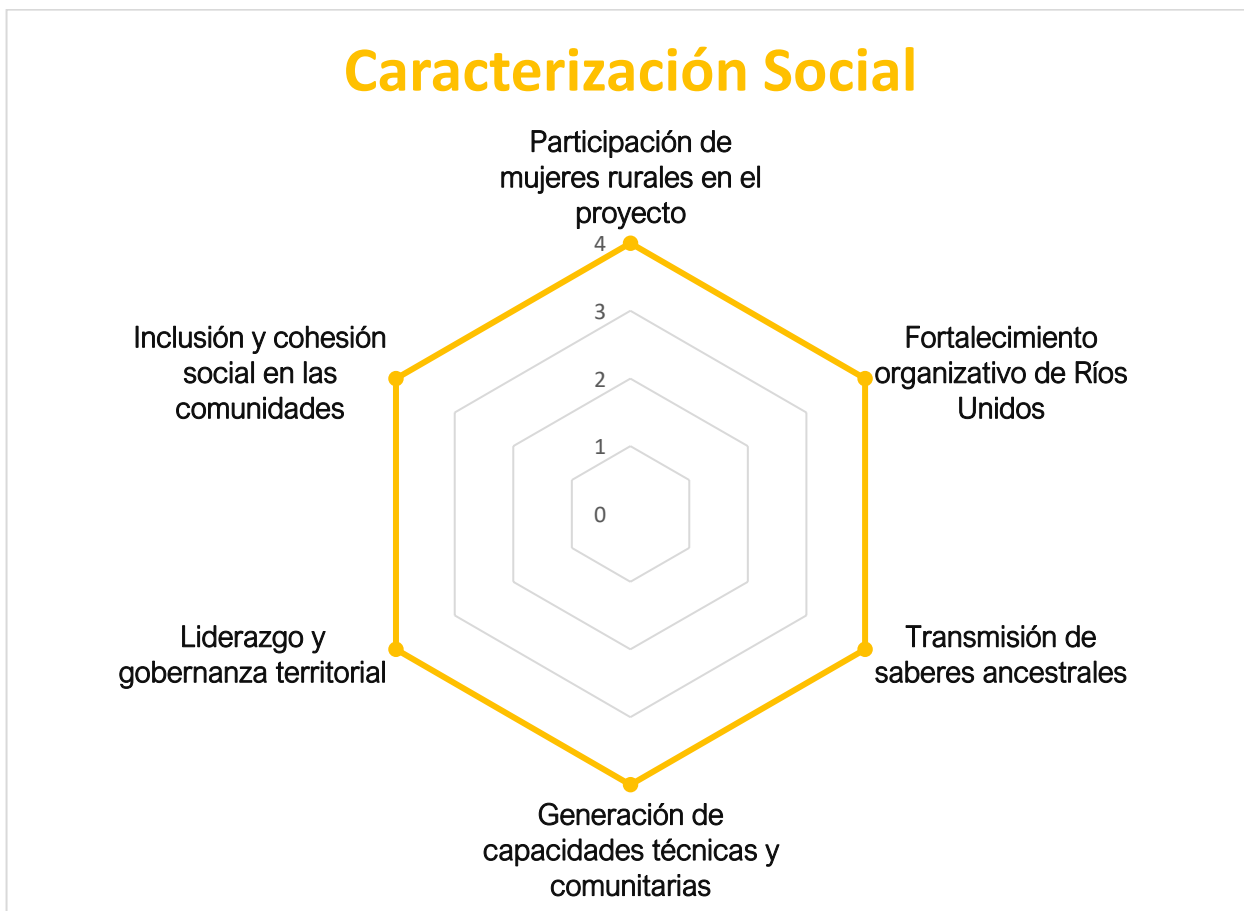 Caracterización Social
Participación de
mujeres rurales en el
proyecto
4
3
2
1
0
Fortalecimiento
organizativo de Ríos
Unidos
Transmisión de
saberes ancestrales
Generación de
capacidades técnicas y
comunitarias
Liderazgo y
gobernanza territorial
Inclusión y cohesión
social en las
comunidades